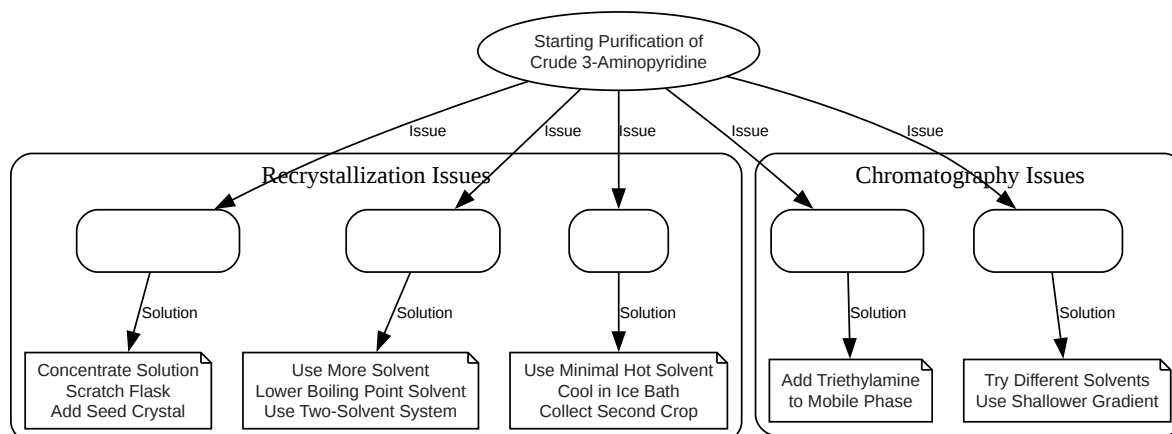 Starting Purification of
Crude 3-Aminopyridine
Issue
Issue
Issue
Issue
Issue
Recrystallization Issues
Chromatography Issues
Solution
Solution
Solution
Solution
Solution
Concentrate Solution
Scratch Flask
Add Seed Crystal
Use More Solvent
Lower Boiling Point Solvent
Use Two-Solvent System
Use Minimal Hot Solvent
Cool in Ice Bath
Collect Second Crop
Add Triethylamine
to Mobile Phase
Try Different Solvents
Use Shallower Gradient